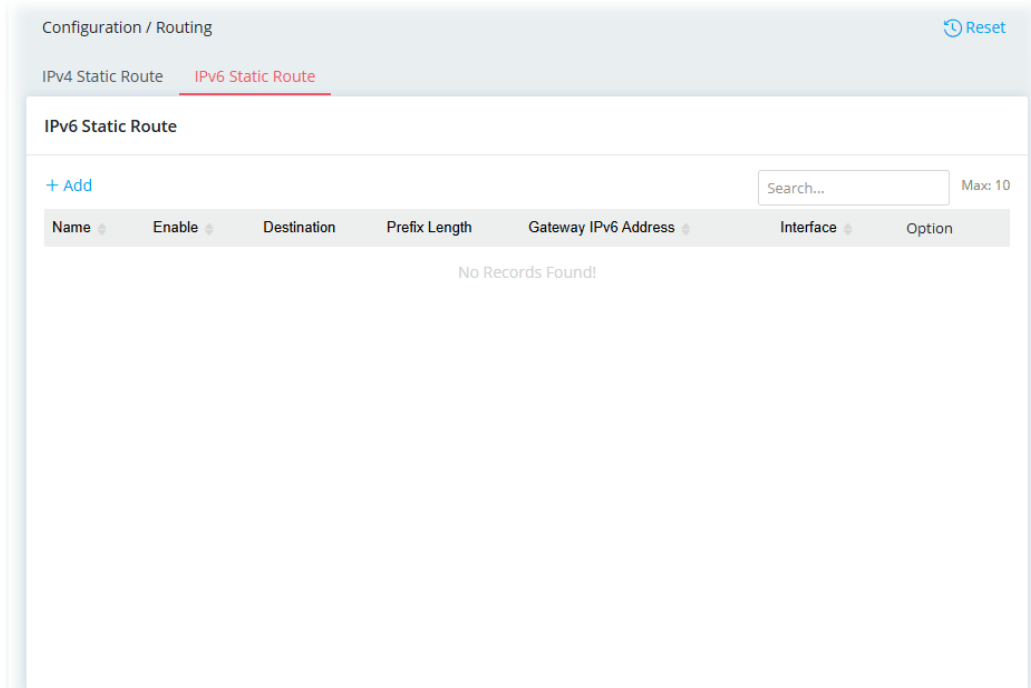 Configuration / Routing
Reset
IPv4 Static Route IPv6 Static Route
IPv6 Static Route
+ Add
Search...
Max: 10
Name Enable Destination Prefix Length Gateway IPv6 Address Interface Option
No Records Found!